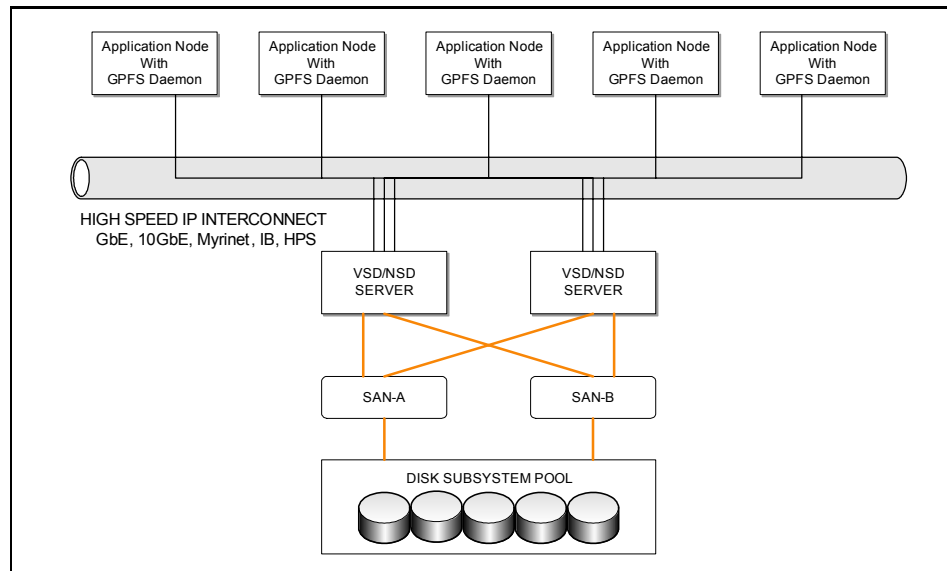 Application Node
With
GPFS Daemon
Application Node
With
GPFS Daemon
Application Node
With
GPFS Daemon
Application Node
With
GPFS Daemon
Application Node
With
GPFS Daemon
HIGH SPEED IP INTERCONNECT
GbE, 10GbE, Myrinet, IB, HPS
VSD/NSD
SERVER
VSD/NSD
SERVER
SAN-A
SAN-B
DISK SUBSYSTEM POOL